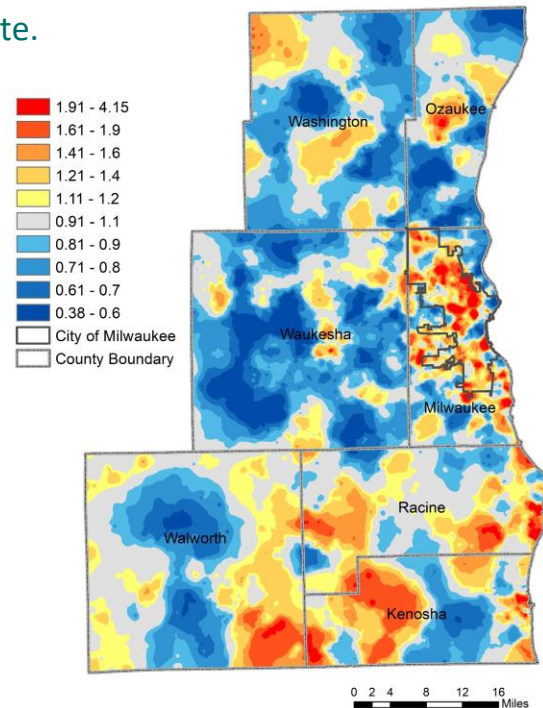 te.
1.91 - 4.15
1.61 - 1.9
1.41 - 1.6
1.21 - 1.4
1.11 - 1.2
0.91 - 1.1
0.81 - 0.9
0.71 - 0.8
0.61 - 0.7
0.38 - 0.6
City of Milwaukee
County Boundary
Washington
Ozaukee
Waukesha
Milwaukee
Walworth
Racine
Kenosha
0 2 4 8 12 16
Miles